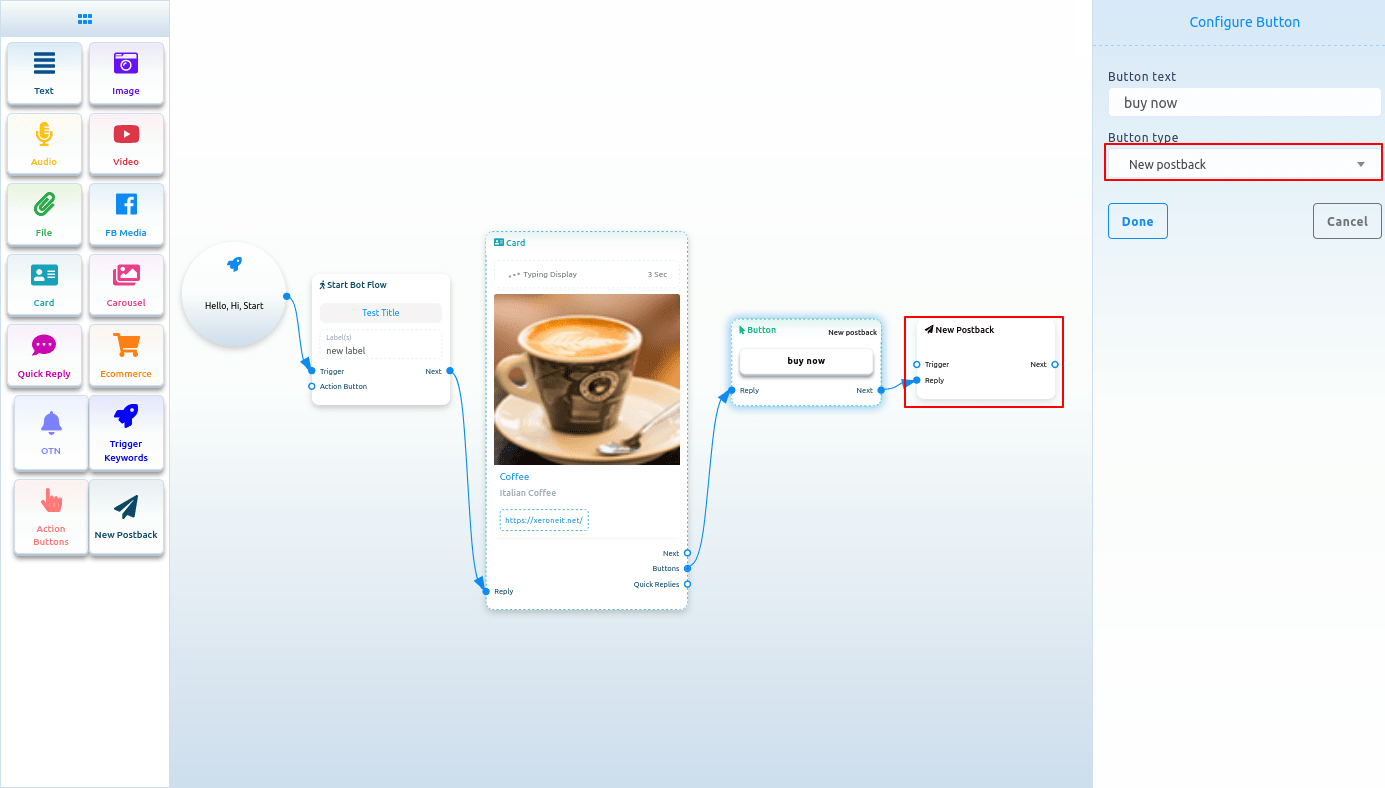 Text
Image
Audio
Video
File
FB Media
Card
Carousel
Quick Reply
Ecommerce
OTN
Trigger
Keywords
Action
Buttons
New Postback
Hello, Hi, Start
Start Bot Flow
Test Title
Label(s)
new label
Trigger
Next
Action Button
Card
Typing Display
3 Sec
Coffee
Italian Coffee
https://xeroneit.net/
Next
Buttons
Quick Replies
Reply
Button
New postback
buy now
Reply
Next
New Postback
Trigger
Next
Reply
Configure Button
Button text
buy now
Button type
New postback
Done
Cancel